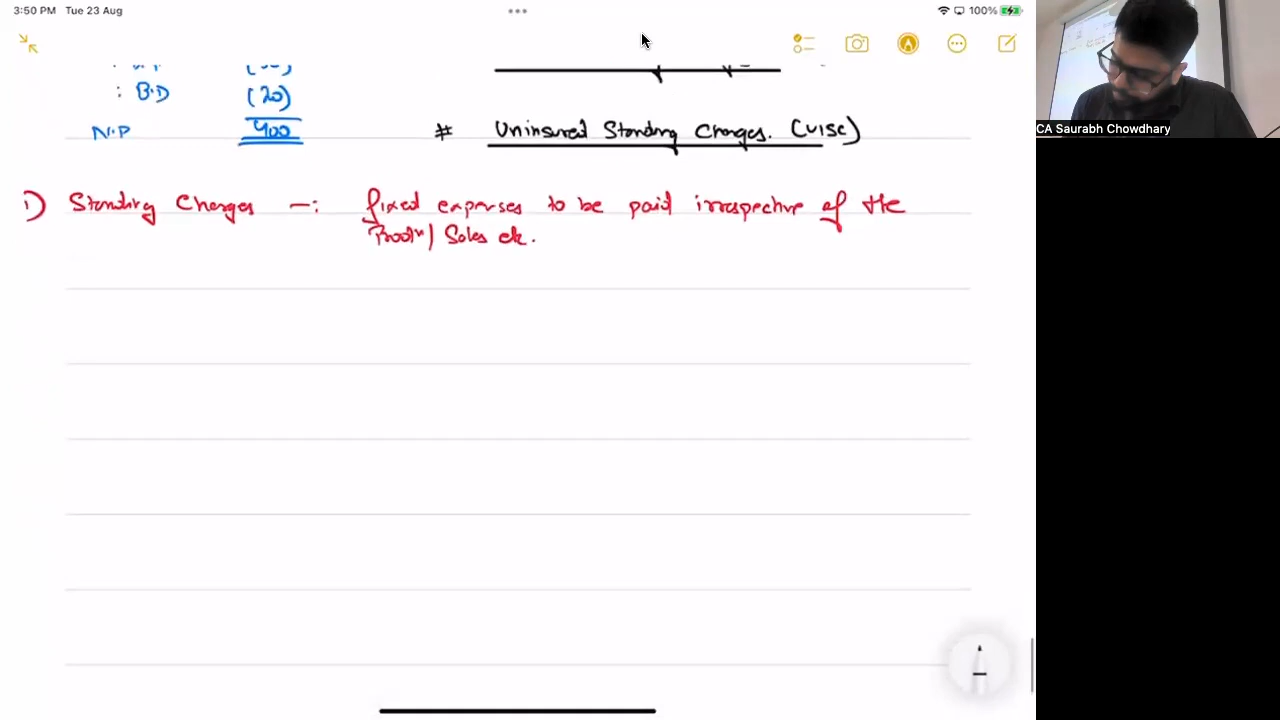 3:50 PM Tue 23 Aug
100%
CA Saurabh Chowdhary
: B.D (20)
N.P 400
# Uninsured Standing Charges. (UISC)
1) Standing Charges —: fixed expenses to be paid irrespective of the
Prodn/ Sales etc.